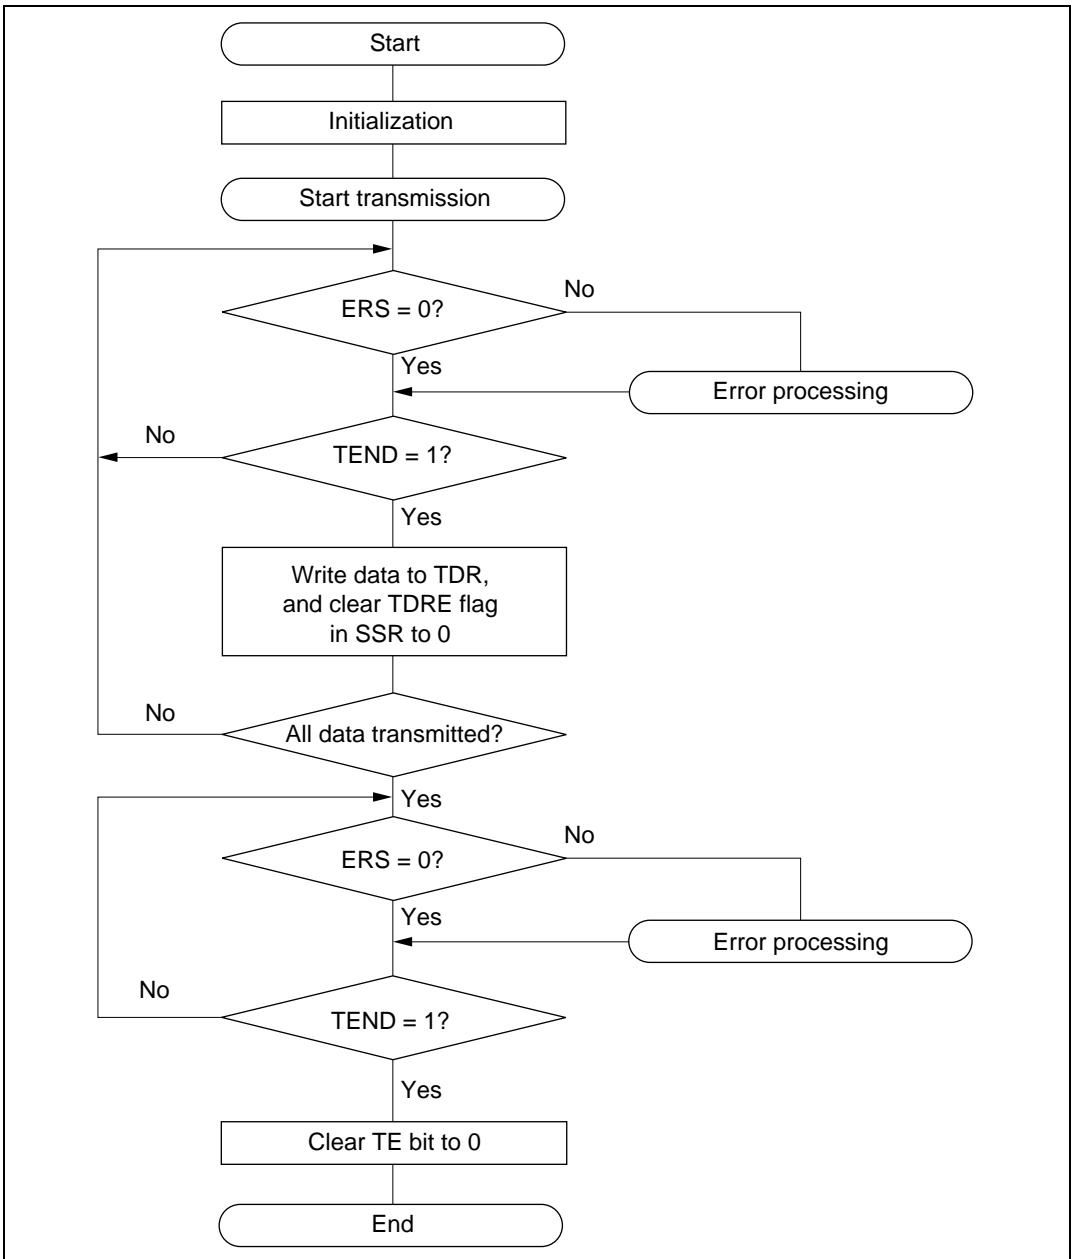 Start
Initialization
Start transmission
ERS = 0?
No
Yes
Error processing
No
TEND = 1?
Yes
Write data to TDR,
and clear TDRE flag
in SSR to 0
No
All data transmitted?
Yes
ERS = 0?
No
Yes
Error processing
No
TEND = 1?
Yes
Clear TE bit to 0
End